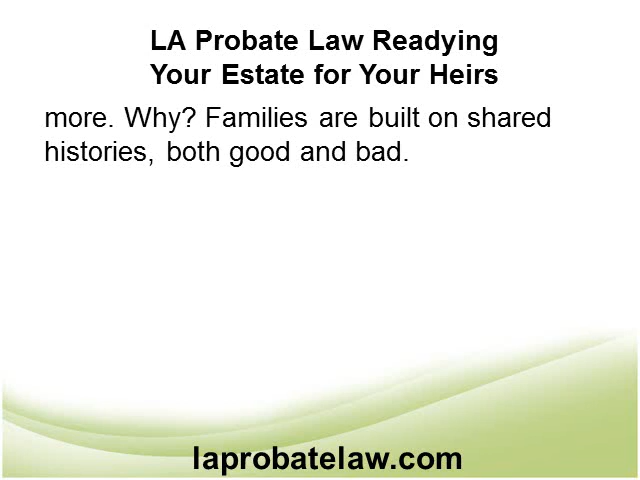 LA Probate Law Readying
Your Estate for Your Heirs
more. Why? Families are built on shared
histories, both good and bad.
laprobatelaw.com